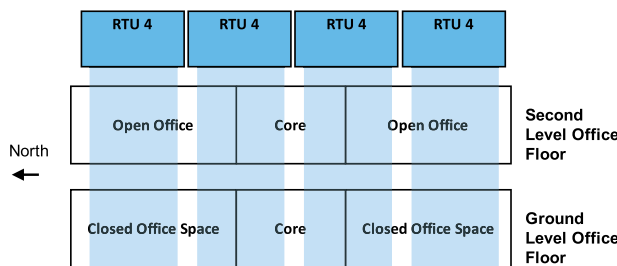 RTU 4 RTU 4 RTU 4 RTU 4
Open Office Core Open Office
Second
Level Office
Floor
North
Closed Office Space Core Closed Office Space
Ground
Level Office
Floor